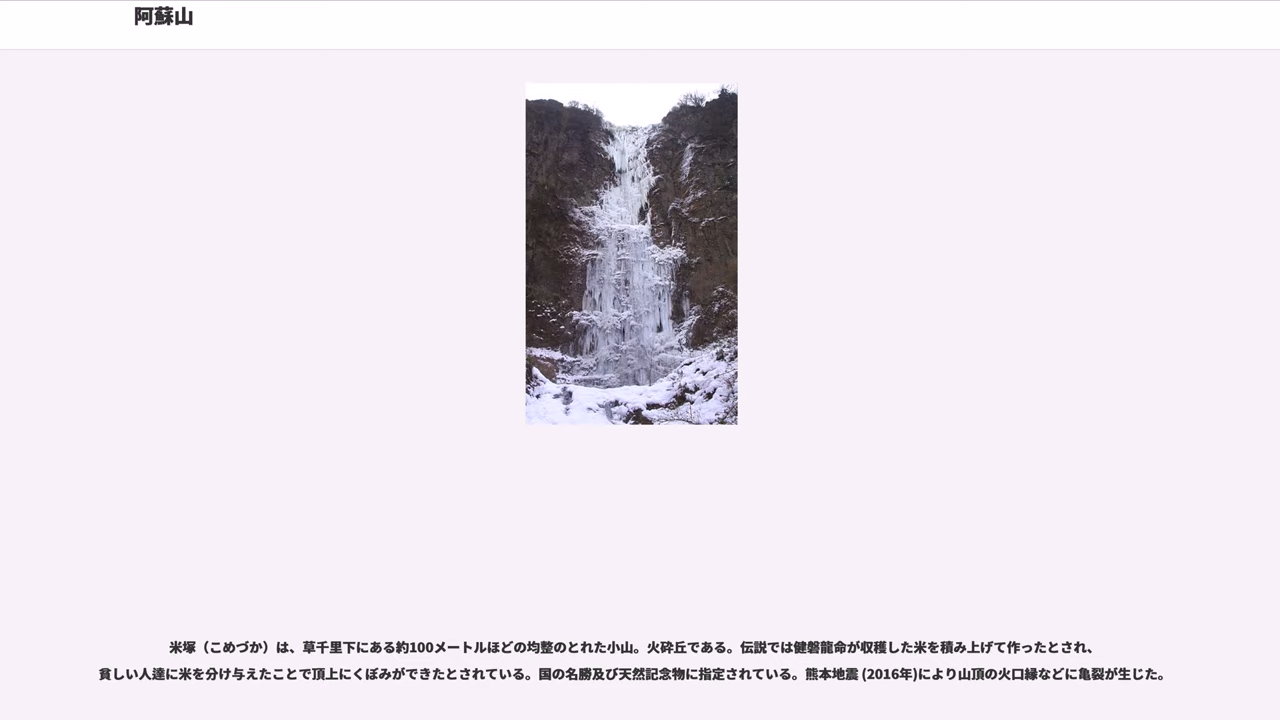 阿蘇山
米塚（こめづか）は、草千里下にある約100メートルほどの均整のとれた小山。火砕丘である。伝説では健磐龍命が収穫した米を積み上げて作ったとされ、
貧しい人達に米を分け与えたことで頂上にくぼみができたとされている。国の名勝及び天然記念物に指定されている。熊本地震 (2016年)により山頂の火口縁などに亀裂が生じた。